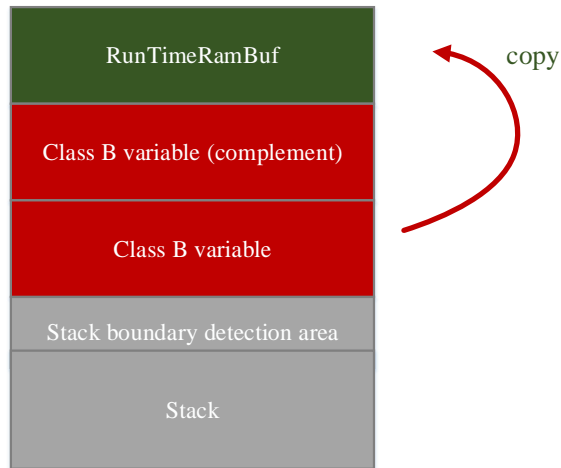 RunTimeRamBuf
copy
Class B variable (complement)
Class B variable
Stack boundary detection area
Stack